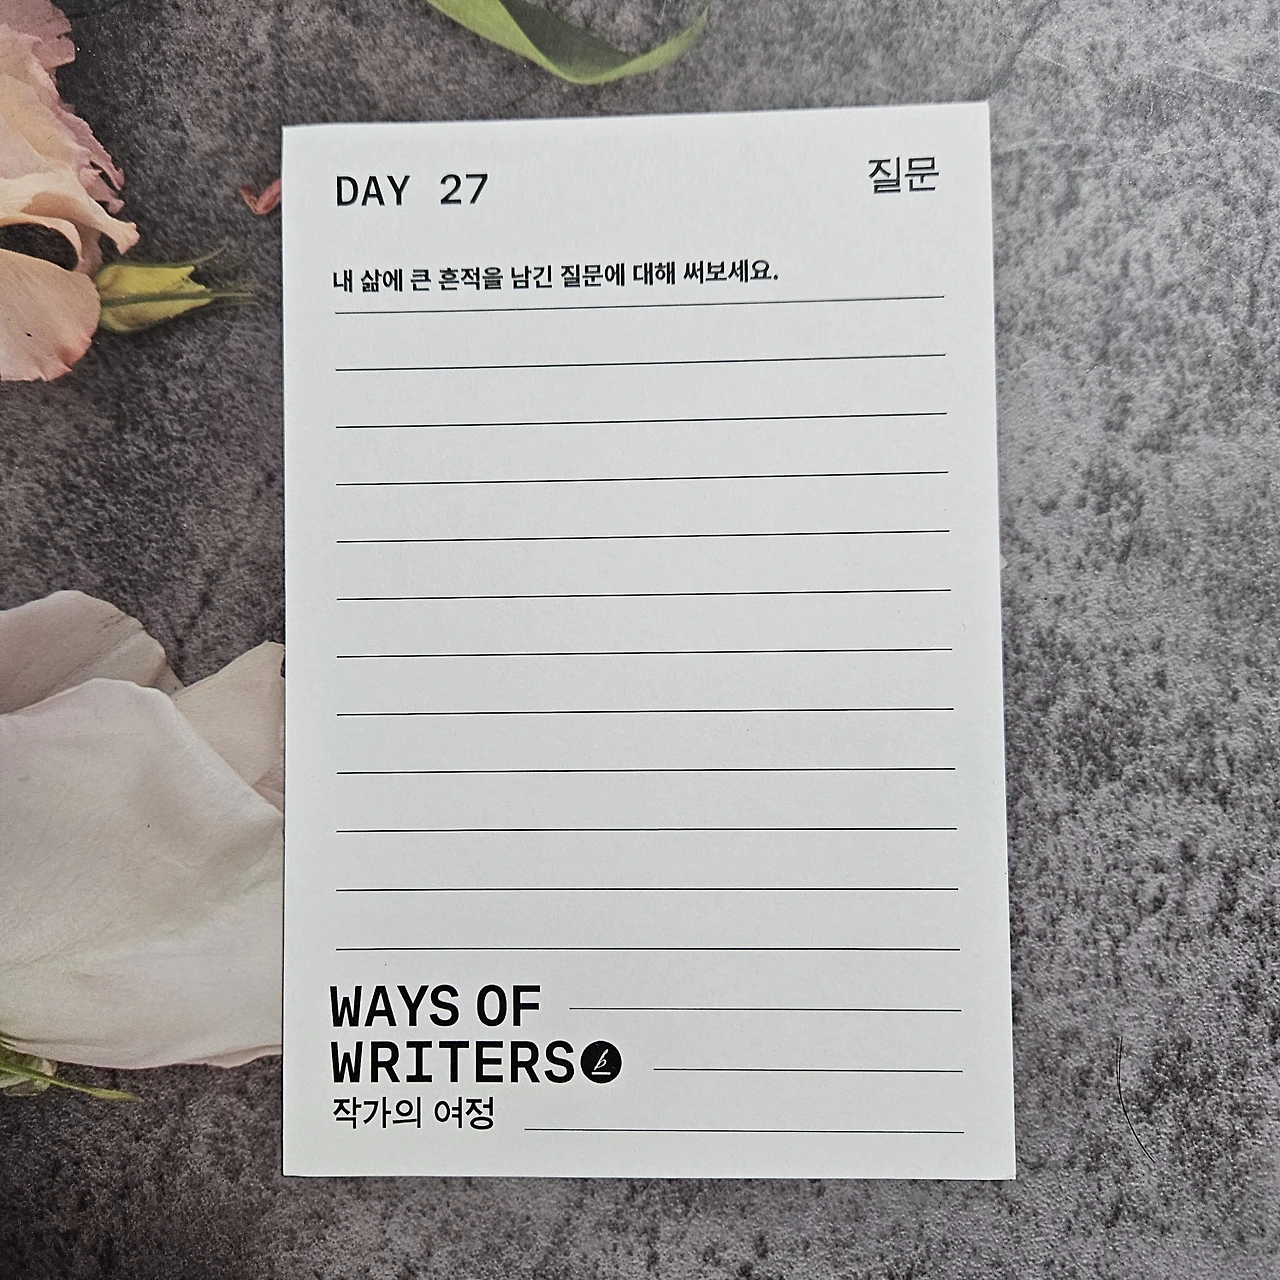 DAY 27
질문
내 삶에 큰 흔적을 남긴 질문에 대해 써보세요.
WAYS OF
WRITERS b
작가의 여정